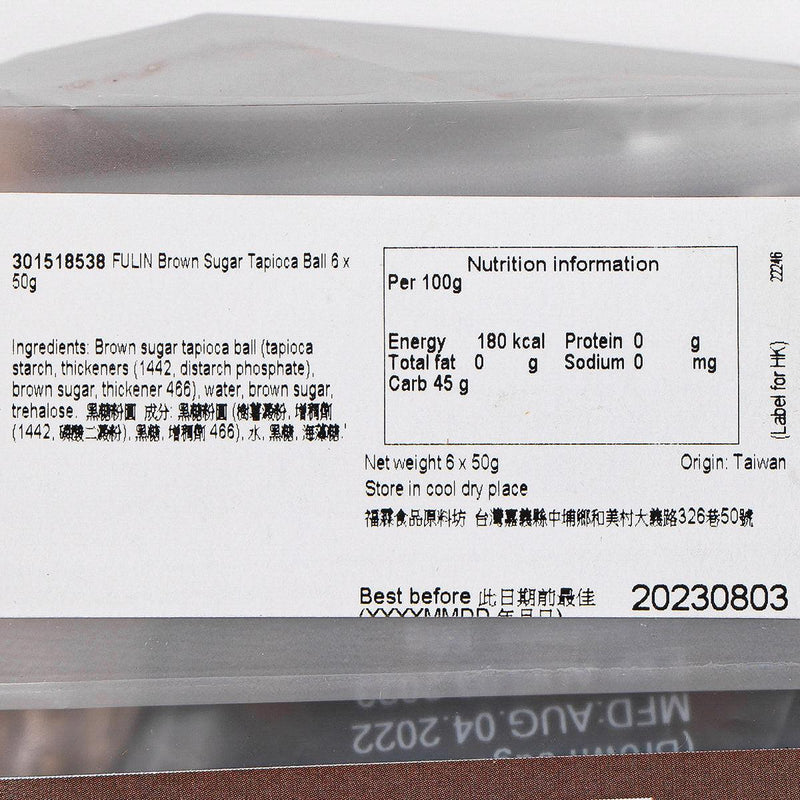 301518538 FULIN Brown Sugar Tapioca Ball 6 x
50g
Ingredients: Brown sugar tapioca ball (tapioca
starch, thickeners (1442, distarch phosphate),
brown sugar, thickener 466), water, brown sugar,
trehalose. 黑糖粉圓 成分: 黑糖粉圓 (樹薯澱粉, 增稠劑
(1442, 磷酸二澱粉), 黑糖, 增稠劑 466), 水, 黑糖, 海藻糖.
Nutrition information
Per 100g
Energy 180 kcal Protein 0 g
Total fat 0 g Sodium 0 mg
Carb 45 g
22246
(Label for HK)
Net weight 6 x 50g Origin: Taiwan
Store in cool dry place
福霖食品原料坊 台灣嘉義縣中埔鄉和美村大義路326巷50號
Best before 此日期前最佳 20230803
(YYYYMMDD 年月日)
MFD:AUG.04.2022
(Brown